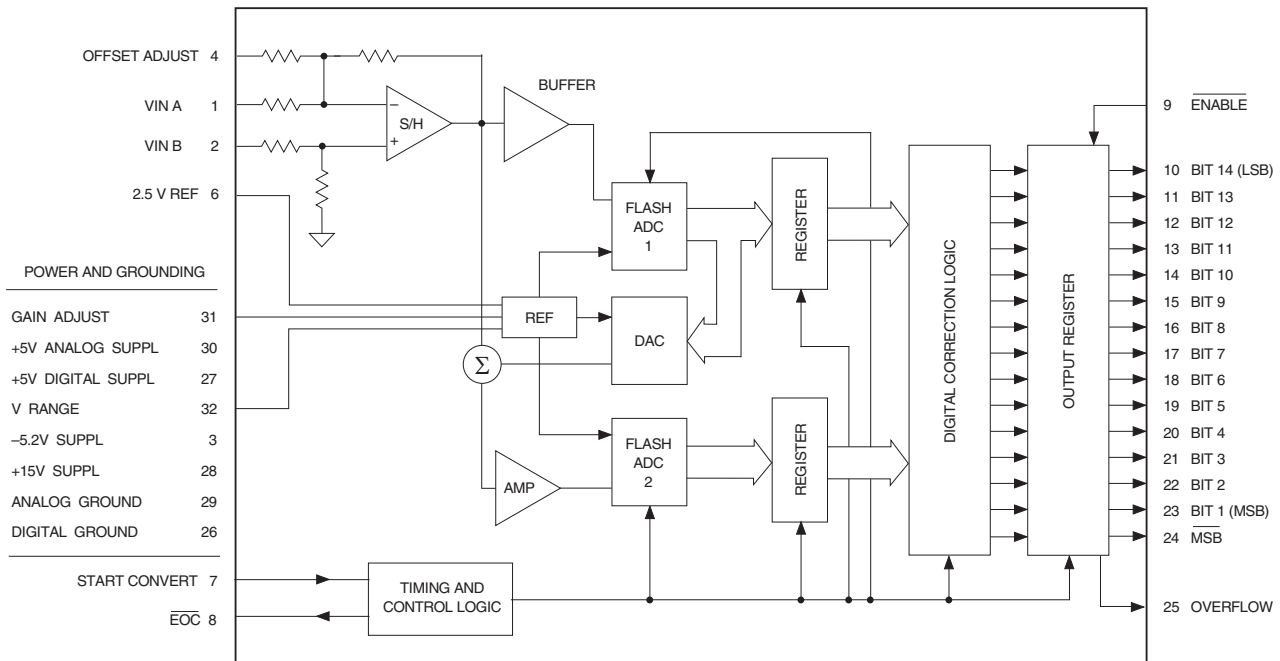 OFFSET ADJUST 4
VIN A 1
VIN B 2
2.5 V REF 6
POWER AND GROUNDING
GAIN ADJUST 31
+5V ANALOG SUPPL 30
+5V DIGITAL SUPPL 27
V RANGE 32
–5.2V SUPPL 3
+15V SUPPL 28
ANALOG GROUND 29
DIGITAL GROUND 26
START CONVERT 7
EOC 8
–
S/H
+
BUFFER
FLASH
ADC
1
REF
DAC
Σ
FLASH
ADC
2
AMP
TIMING AND
CONTROL LOGIC
REGISTER
REGISTER
DIGITAL CORRECTION LOGIC
OUTPUT REGISTER
9 ENABLE
10 BIT 14 (LSB)
11 BIT 13
12 BIT 12
13 BIT 11
14 BIT 10
15 BIT 9
16 BIT 8
17 BIT 7
18 BIT 6
19 BIT 5
20 BIT 4
21 BIT 3
22 BIT 2
23 BIT 1 (MSB)
24 MSB
25 OVERFLOW